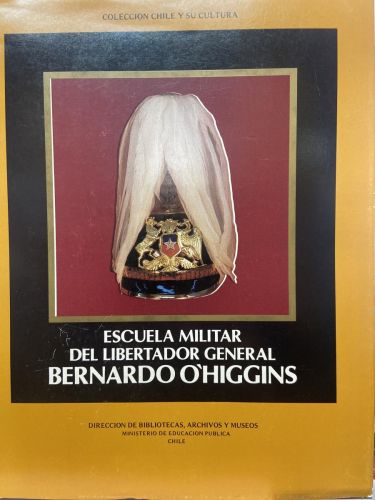 COLECCION CHILE Y SU CULTURA
ESCUELA MILITAR
DEL LIBERTADOR GENERAL
BERNARDO O`HIGGINS
DIRECCION DE BIBLIOTECAS, ARCHIVOS Y MUSEOS
MINISTERIO DE EDUCACION PUBLICA
CHILE